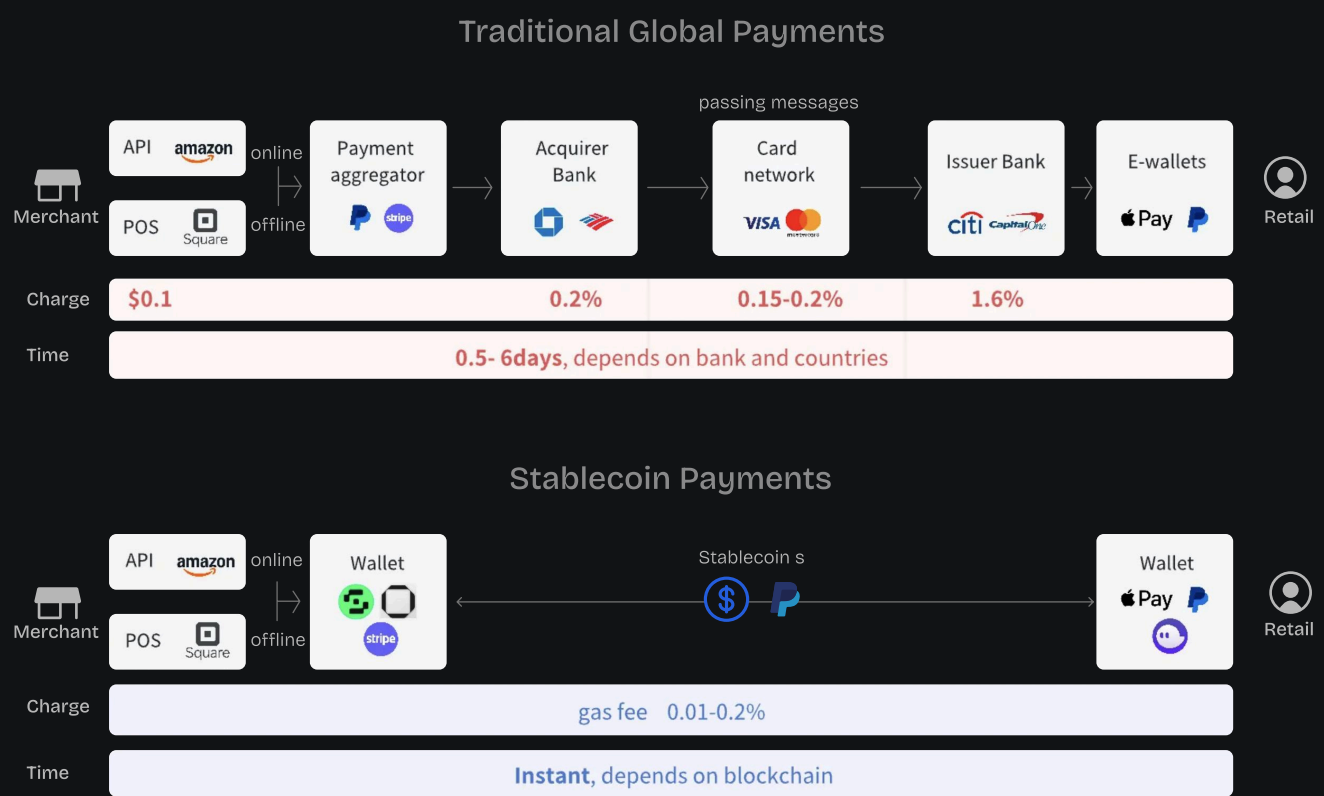 Traditional Global Payments
passing messages
API amazon
online
Payment
aggregator
stripe
Acquirer
Bank
Card
network
VISA
Issuer Bank
citi Capital One
E-wallets
Pay
Merchant
POS Square
offline
Retail
Charge $0.1 0.2% 0.15-0.2% 1.6%
Time 0.5- 6days, depends on bank and countries
Stablecoin Payments
API amazon
online
Wallet
stripe
Stablecoin s
$
Wallet
Pay
Merchant
POS Square
offline
Retail
Charge gas fee 0.01-0.2%
Time Instant, depends on blockchain